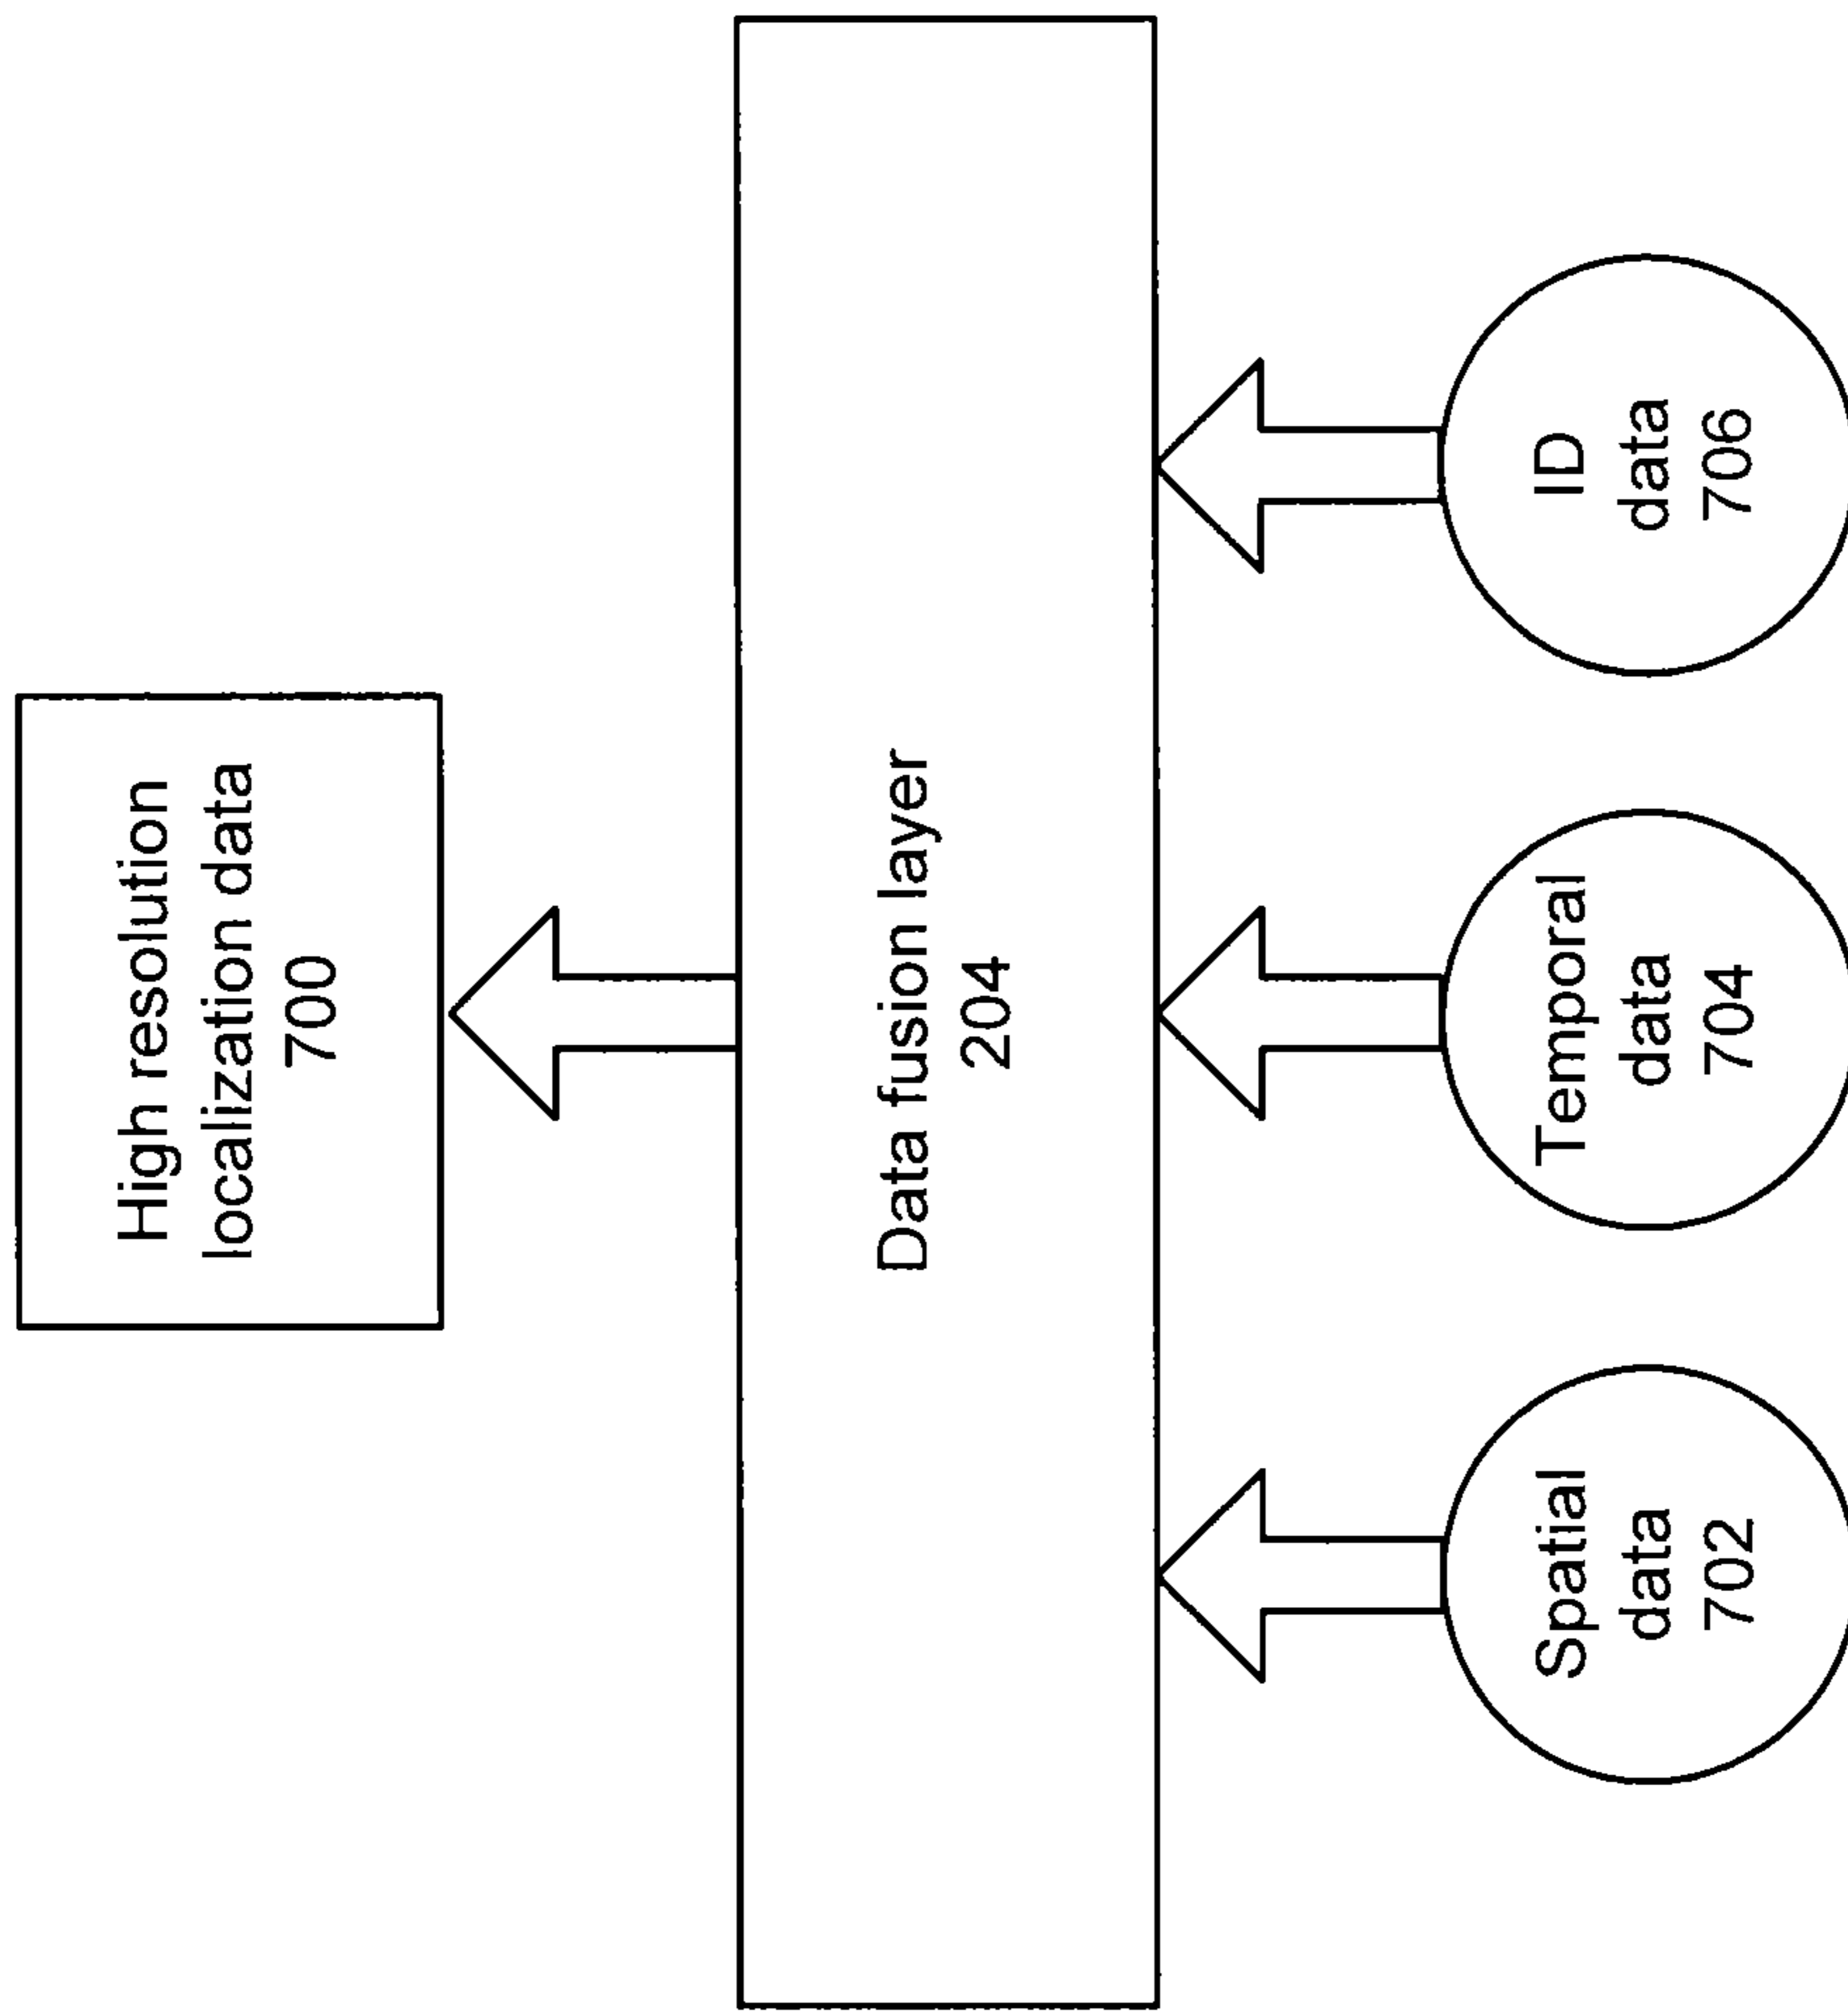 High resolution
localization data
700
Data fusion layer
204
Spatial
data
702
Temporal
data
704
ID
data
706